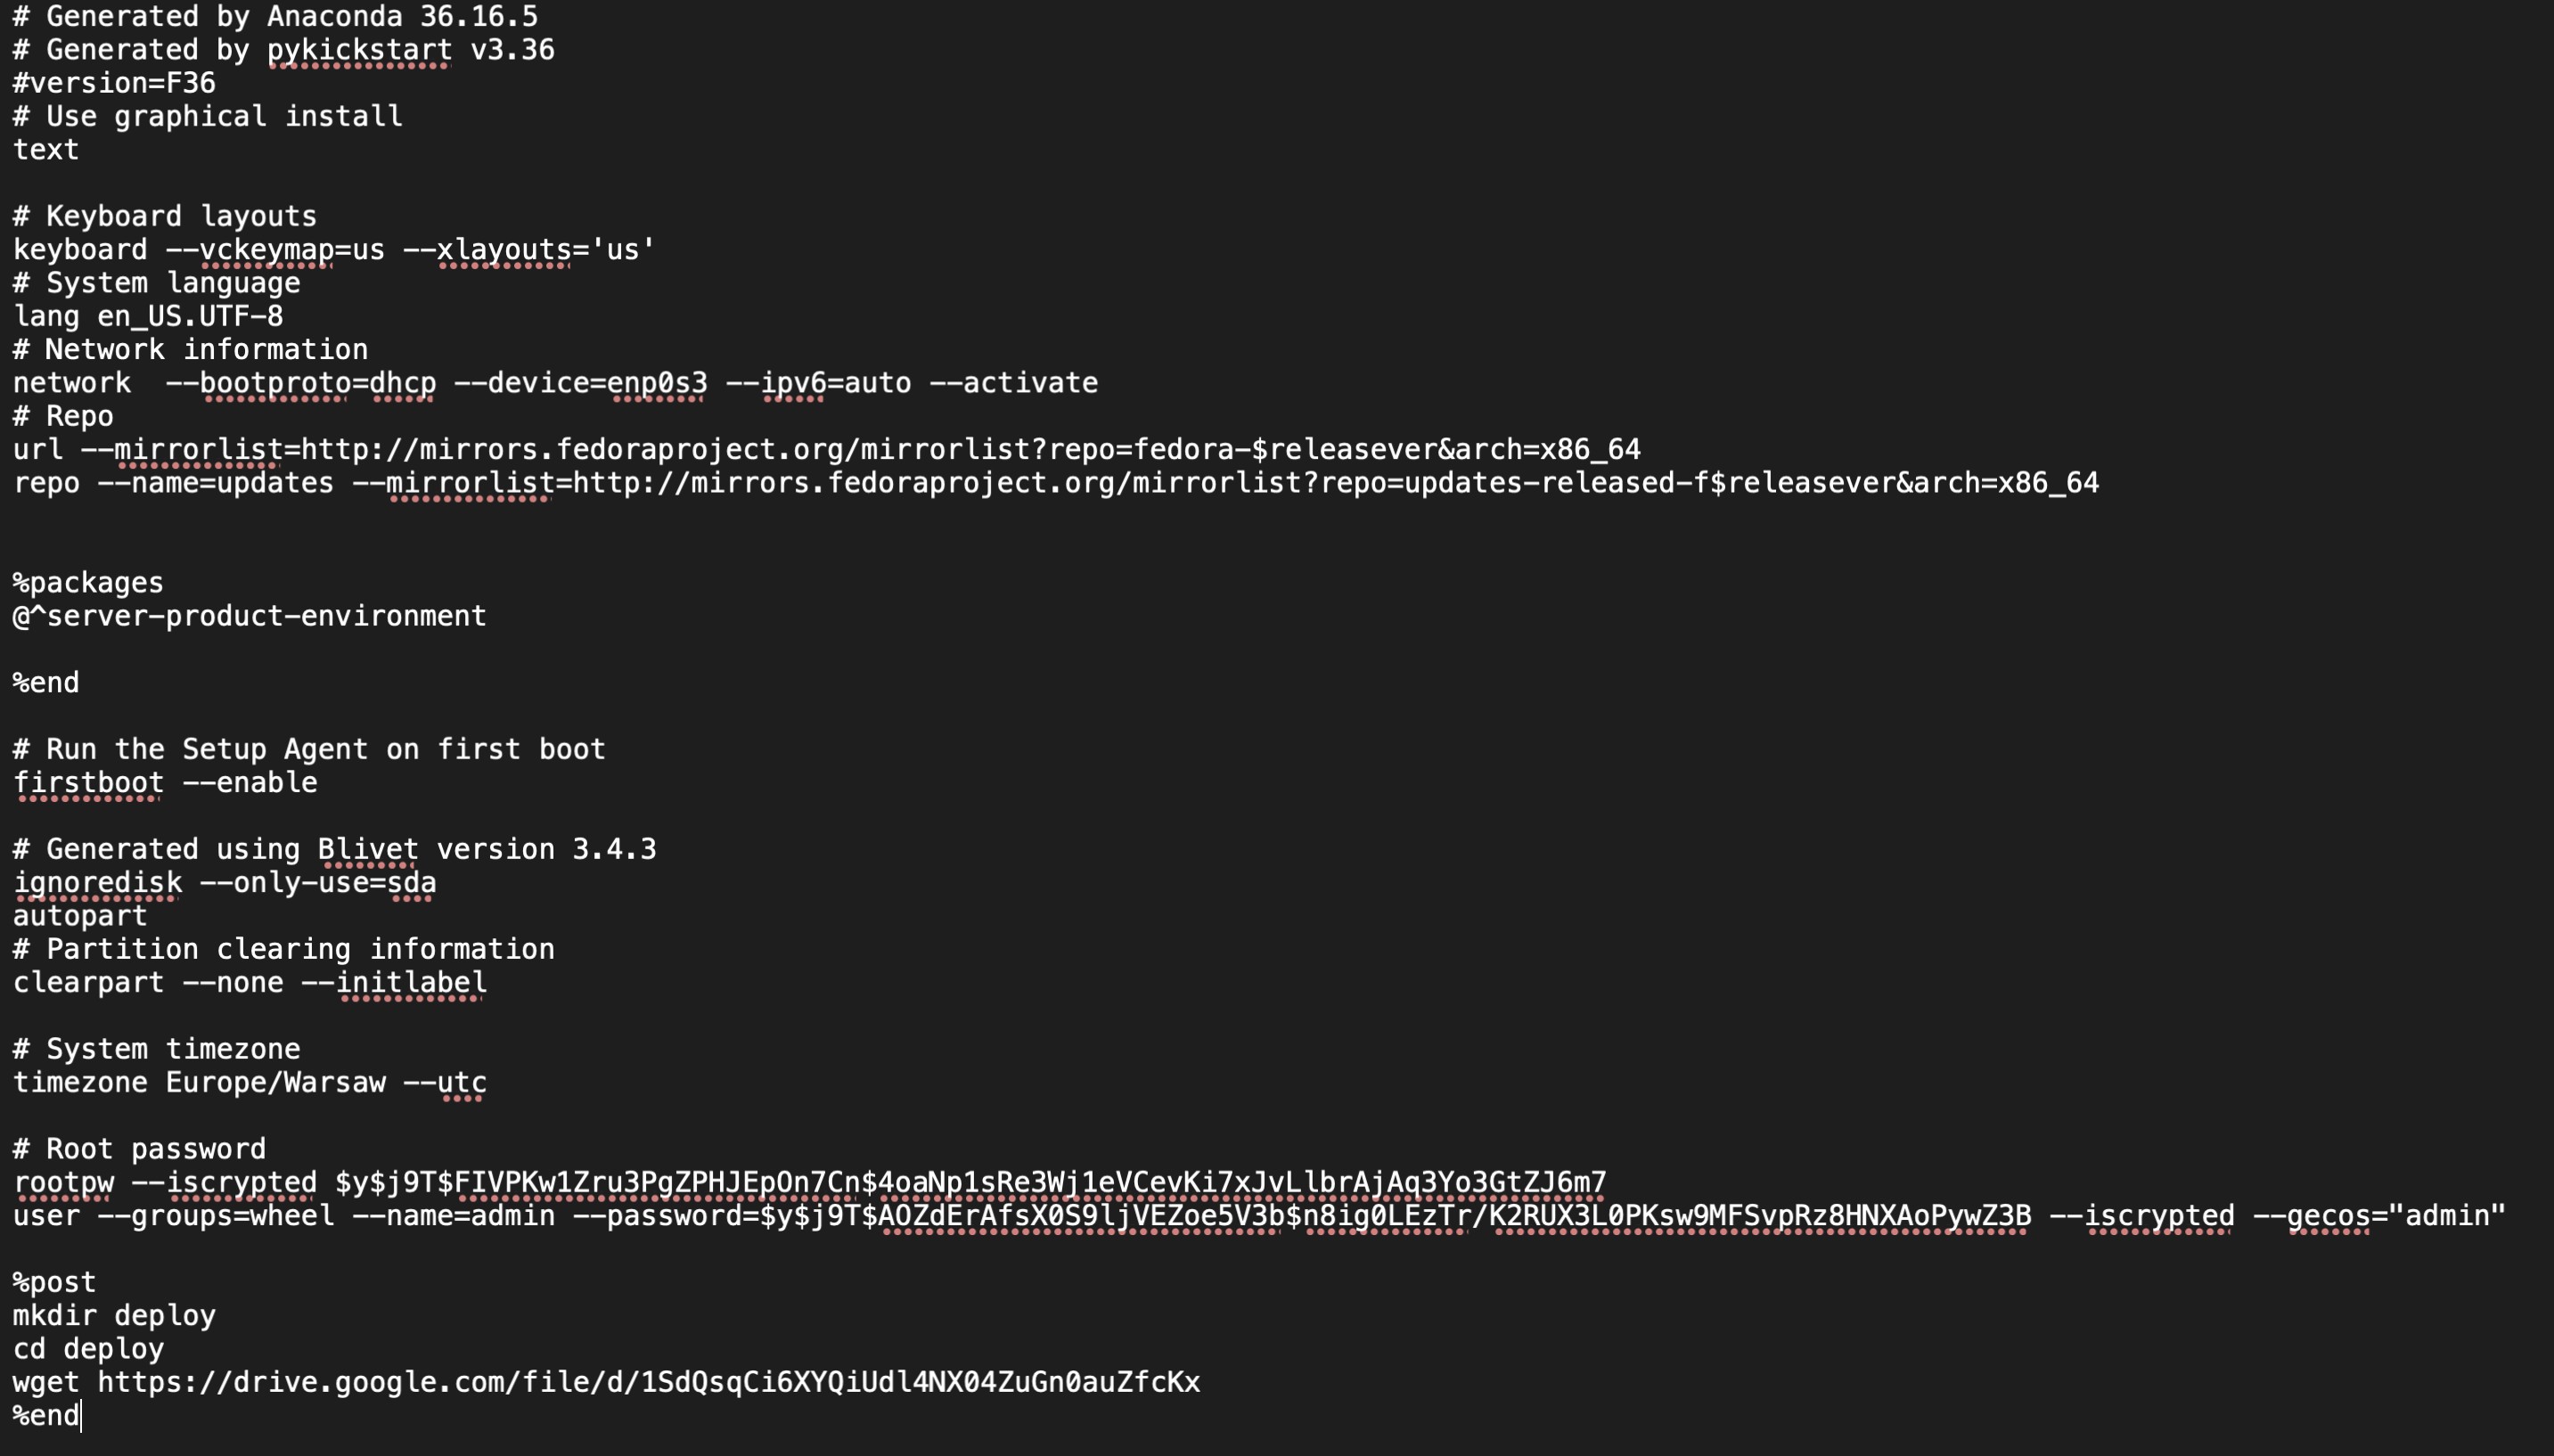 # Generated by Anaconda 36.16.5
# Generated by pykickstart v3.36
#version=F36
# Use graphical install
text

# Keyboard layouts
keyboard --vckeymap=us --xlayouts='us'
# System language
lang en_US.UTF-8
# Network information
network  --bootproto=dhcp --device=enp0s3 --ipv6=auto --activate
# Repo
url --mirrorlist=http://mirrors.fedoraproject.org/mirrorlist?repo=fedora-$releasever&arch=x86_64
repo --name=updates --mirrorlist=http://mirrors.fedoraproject.org/mirrorlist?repo=updates-released-f$releasever&arch=x86_64

%packages
@^server-product-environment

%end

# Run the Setup Agent on first boot
firstboot --enable

# Generated using Blivet version 3.4.3
ignoredisk --only-use=sda
autopart
# Partition clearing information
clearpart --none --initlabel

# System timezone
timezone Europe/Warsaw --utc

# Root password
rootpw --iscrypted $y$j9T$FIVPKw1Zru3PgZPHJEpOn7Cn$4oaNp1sRe3Wj1eVCevKi7xJvLlbrAjAq3Yo3GtZJ6m7
user --groups=wheel --name=admin --password=$y$j9T$AOZdErAfsX0S9ljVEZoe5V3b$n8ig0LEzTr/K2RUX3L0PKsw9MFSvpRz8HNXAoPywZ3B --iscrypted --gecos="admin"

%post
mkdir deploy
cd deploy
wget https://drive.google.com/file/d/1SdQsqCi6XYQiUdl4NX04ZuGn0auZfcKx
%end